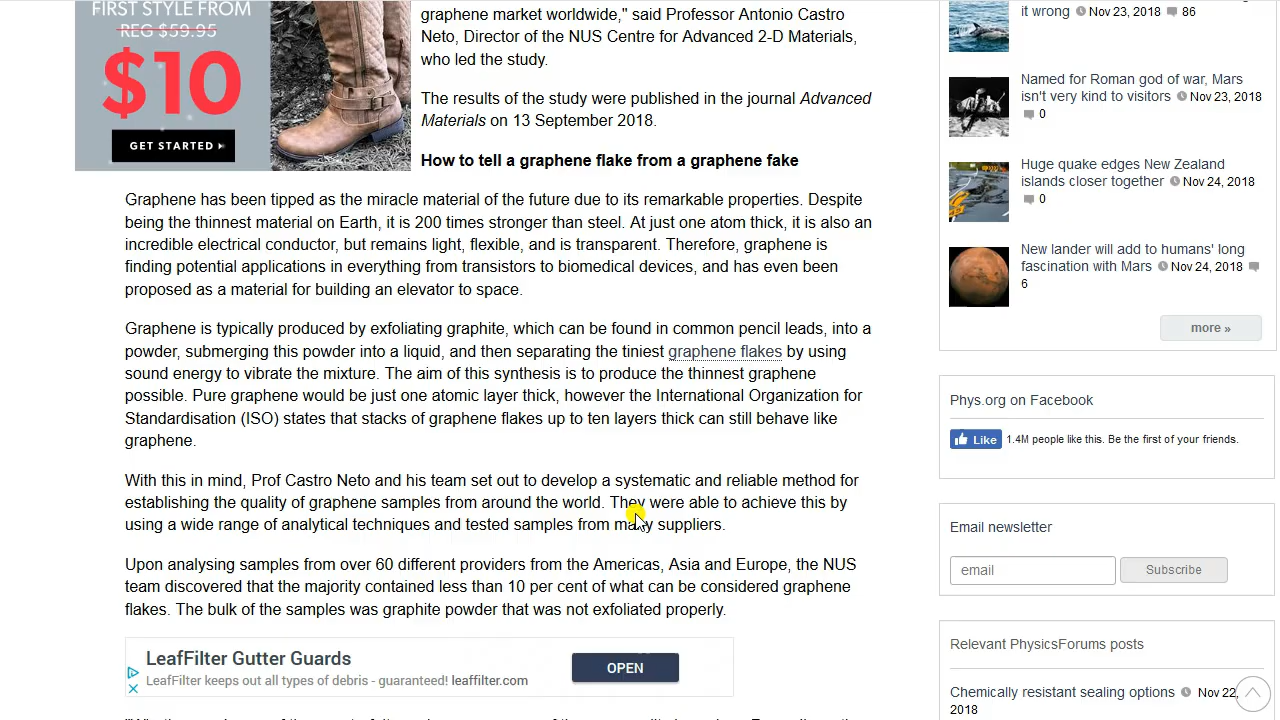 FIRST STYLE FROM
REG $59.95
$10
GET STARTED
graphene market worldwide," said Professor Antonio Castro
Neto, Director of the NUS Centre for Advanced 2-D Materials,
who led the study.
The results of the study were published in the journal Advanced
Materials on 13 September 2018.
How to tell a graphene flake from a graphene fake
Graphene has been tipped as the miracle material of the future due to its remarkable properties. Despite
being the thinnest material on Earth, it is 200 times stronger than steel. At just one atom thick, it is also an
incredible electrical conductor, but remains light, flexible, and is transparent. Therefore, graphene is
finding potential applications in everything from transistors to biomedical devices, and has even been
proposed as a material for building an elevator to space.
Graphene is typically produced by exfoliating graphite, which can be found in common pencil leads, into a
powder, submerging this powder into a liquid, and then separating the tiniest graphene flakes by using
sound energy to vibrate the mixture. The aim of this synthesis is to produce the thinnest graphene
possible. Pure graphene would be just one atomic layer thick, however the International Organization for
Standardisation (ISO) states that stacks of graphene flakes up to ten layers thick can still behave like
graphene.
With this in mind, Prof Castro Neto and his team set out to develop a systematic and reliable method for
establishing the quality of graphene samples from around the world. They were able to achieve this by
using a wide range of analytical techniques and tested samples from many suppliers.
Upon analysing samples from over 60 different providers from the Americas, Asia and Europe, the NUS
team discovered that the majority contained less than 10 per cent of what can be considered graphene
flakes. The bulk of the samples was graphite powder that was not exfoliated properly.
LeafFilter Gutter Guards
LeafFilter keeps out all types of debris - guaranteed! leaffilter.com
OPEN
it wrong Nov 23, 2018 86
Named for Roman god of war, Mars
isn't very kind to visitors Nov 23, 2018
0
Huge quake edges New Zealand
islands closer together Nov 24, 2018
0
New lander will add to humans' long
fascination with Mars Nov 24, 2018
6
more »
Phys.org on Facebook
Like 1.4M people like this. Be the first of your friends.
Email newsletter
email Subscribe
Relevant PhysicsForums posts
Chemically resistant sealing options Nov 22,
2018